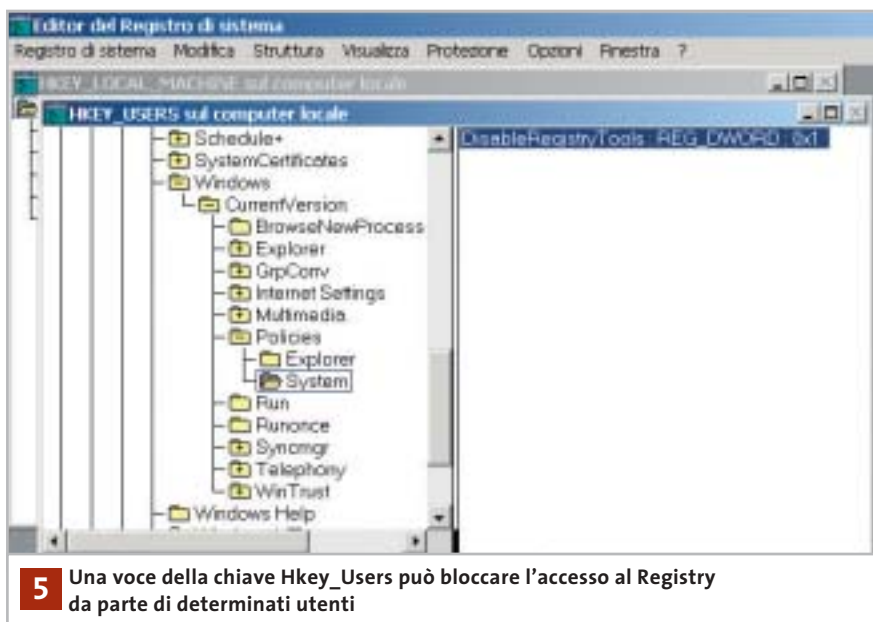 Editor del Registro di sistema
Registro di sistema Modifica Struttura Visualizza Protezione Opzioni Finestra ?
HKEY_LOCAL_MACHINE sul computer locale
HKEY_USERS sul computer locale
Schedule+
SystemCertificates
Windows
CurrentVersion
BrowseNewProcess
Explorer
GrpConv
Internet Settings
Multimedia
Policies
Explorer
System
Run
Runonce
Syncmgr
Telephony
WinTrust
Windows Help
DisableRegistryTools : REG_DWORD : 0x1
5 Una voce della chiave Hkey_Users può bloccare l'accesso al Registry
da parte di determinati utenti